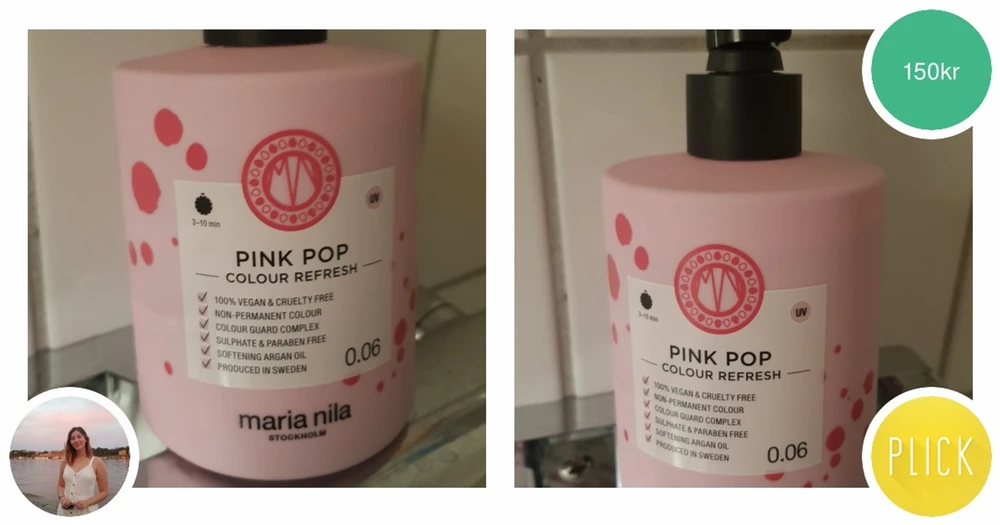 3–10 min
UV
PINK POP
COLOUR REFRESH
100% VEGAN & CRUELTY FREE
NON-PERMANENT COLOUR
COLOUR GUARD COMPLEX
SULPHATE & PARABEN FREE
SOFTENING ARGAN OIL
PRODUCED IN SWEDEN
0.06
maria nila
STOCKHOLM
150kr
3–10 min
UV
PINK POP
COLOUR REFRESH
100% VEGAN & CRUELTY FREE
NON-PERMANENT COLOUR
COLOUR GUARD COMPLEX
SULPHATE & PARABEN FREE
SOFTENING ARGAN OIL
PRODUCED IN SWEDEN
0.06
PLICK